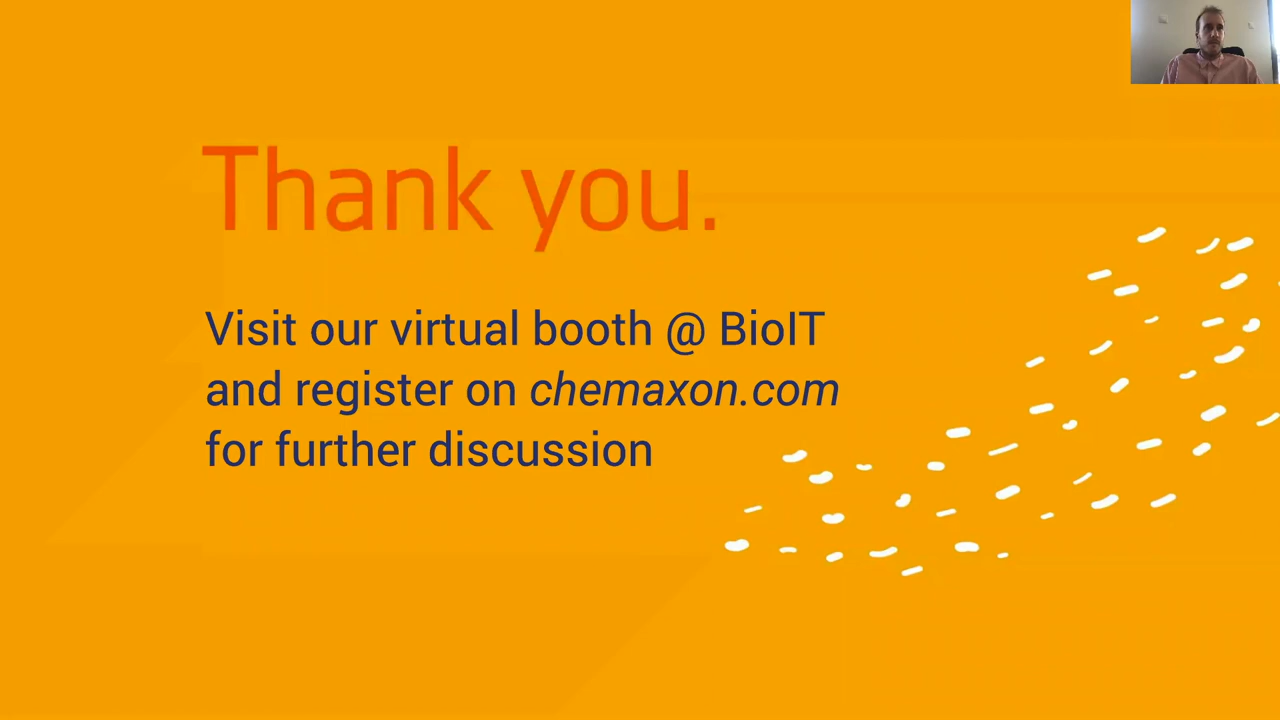 Thank you.
Visit our virtual booth @ BioIT
and register on chemaxon.com
for further discussion